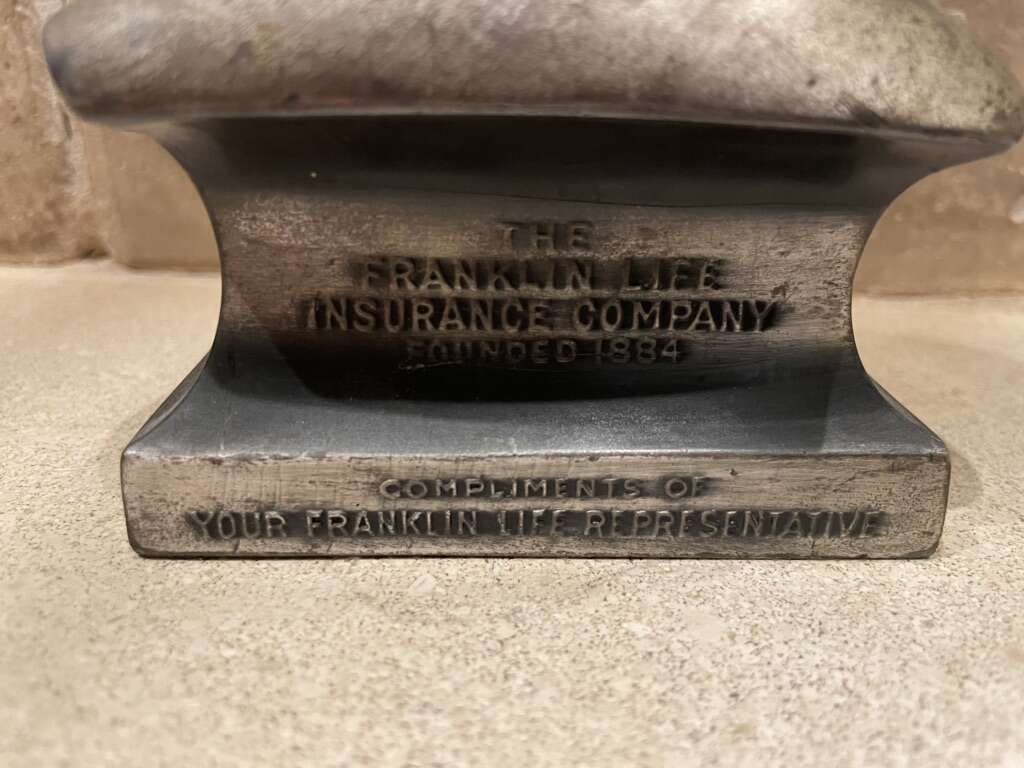 THE
FRANKLIN LIFE
INSURANCE COMPANY
FOUNDED 1884
COMPLIMENTS OF
YOUR FRANKLIN LIFE REPRESENTATIVE